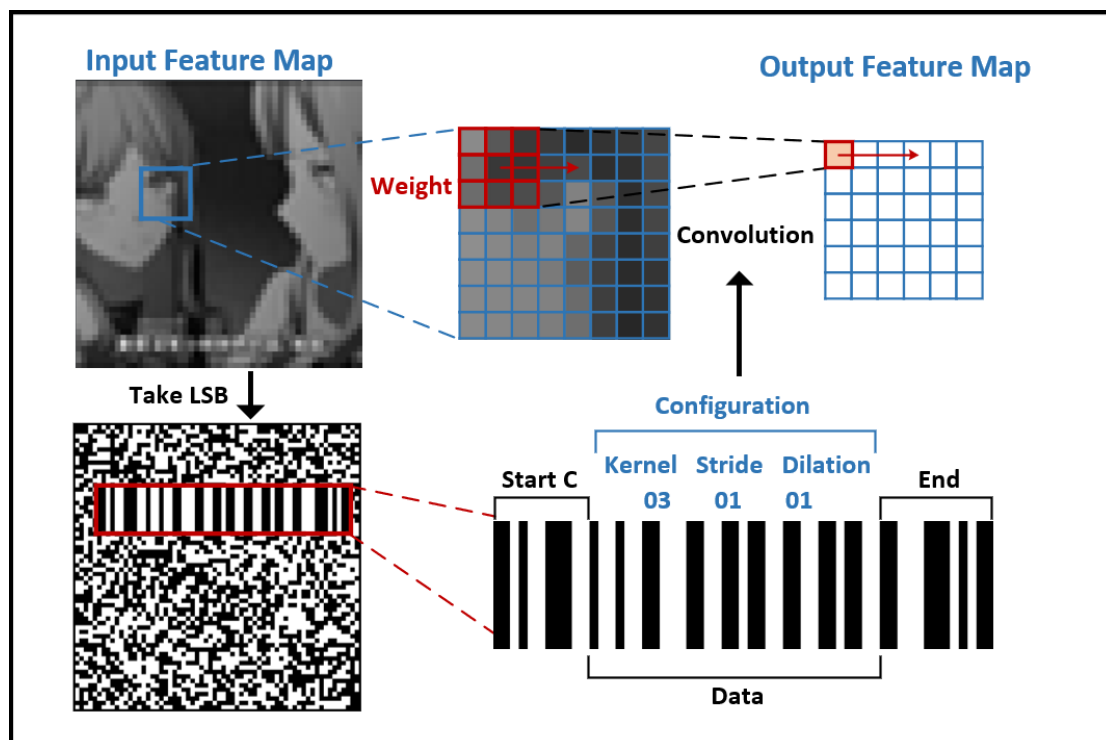 Input Feature Map
Output Feature Map
Weight
Convolution
Take LSB
Configuration
Start C
Kernel Stride Dilation
End
03 01 01
Data